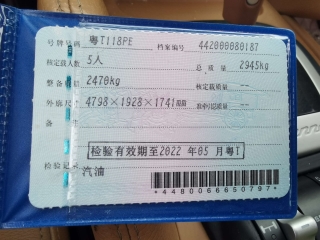 号牌号码 粤T118PE 档案编号 442000080187
核定载人数 5人 总质量 2945kg
整备质量 2470kg 核定载质量 --
外廓尺寸 4798×1928×1741mm 准牵引总质量 --
备注
检验有效期至2022年05月粤T
检验记录 汽油
*4480066650797*